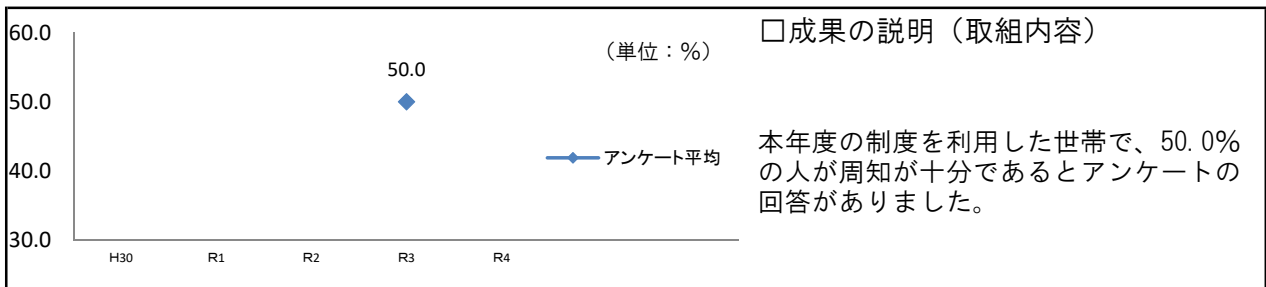 60.0
50.0
40.0
30.0
(単位:%)
50.0
アンケート平均
H30 R1 R2 R3 R4
□成果の説明(取組内容)
本年度の制度を利用した世帯で、50.0%
の人が周知が十分であるとアンケートの
回答がありました。